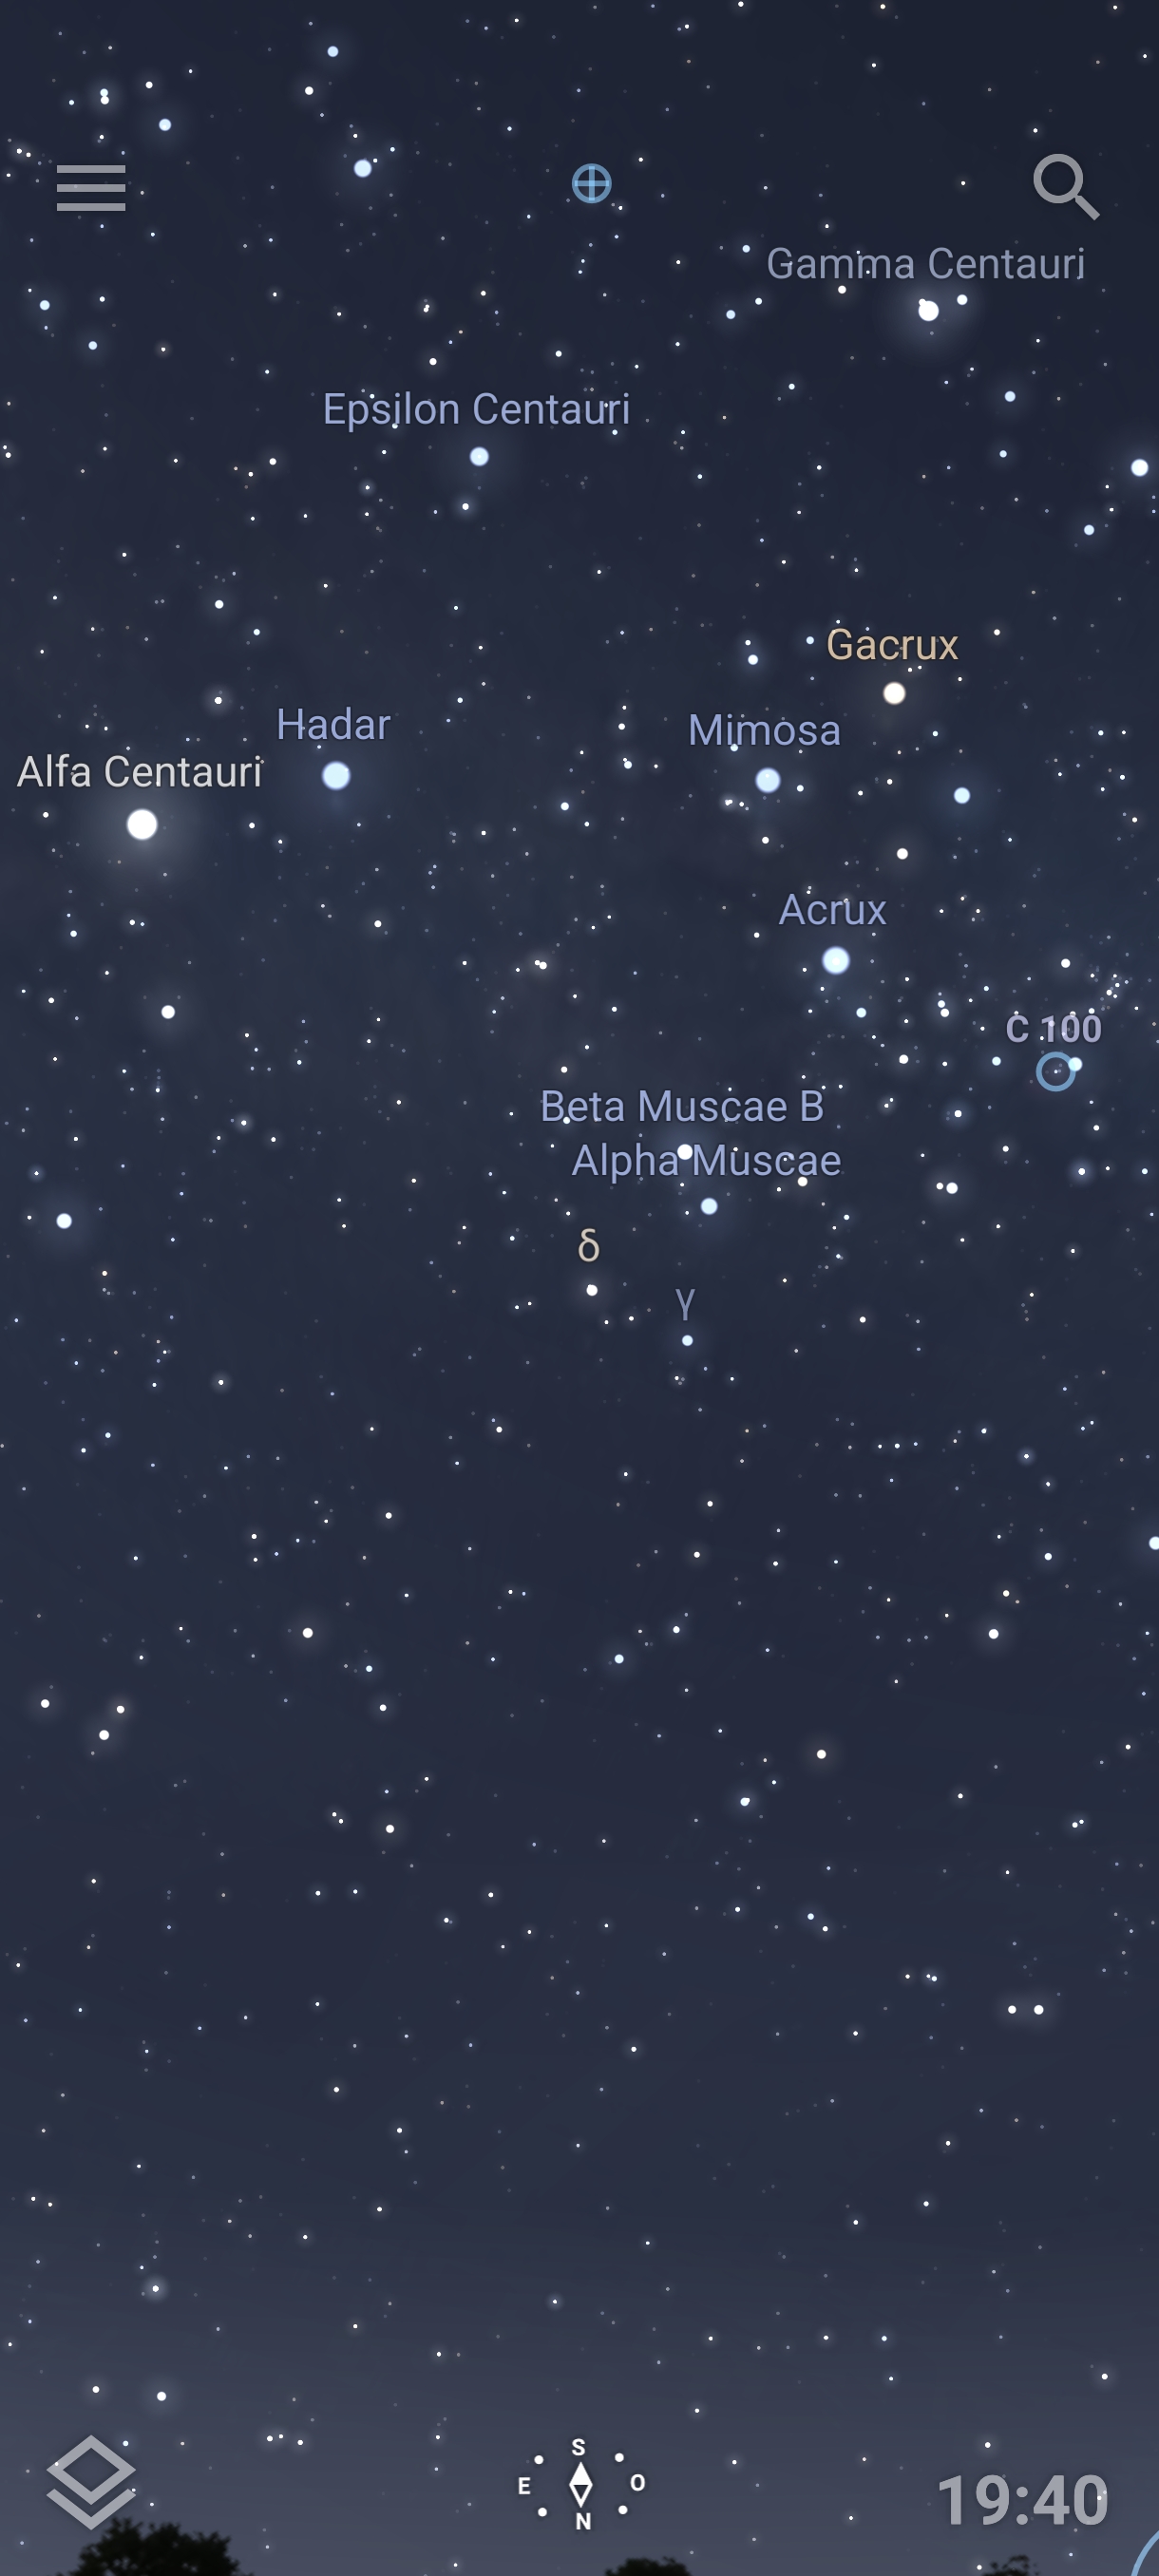 Gamma Centauri
Epsilon Centauri
Gacrux
Hadar
Mimosa
Alfa Centauri
Acrux
C 100
Beta Muscae B
Alpha Muscae
δ
γ
S
E O
N
19:40